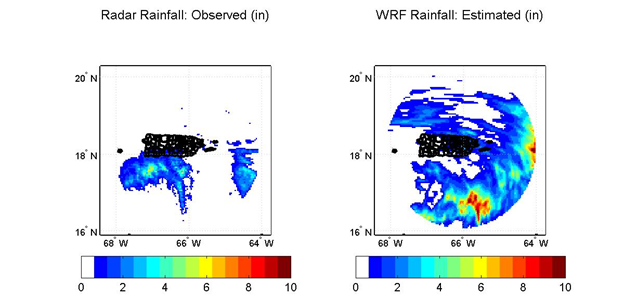 Radar Rainfall: Observed (in)
WRF Rainfall: Estimated (in)
20° N
18° N
16° N
68° W
66° W
64° W
20° N
18° N
16° N
68° W
66° W
64° W
0 2 4 6 8 10
0 2 4 6 8 10